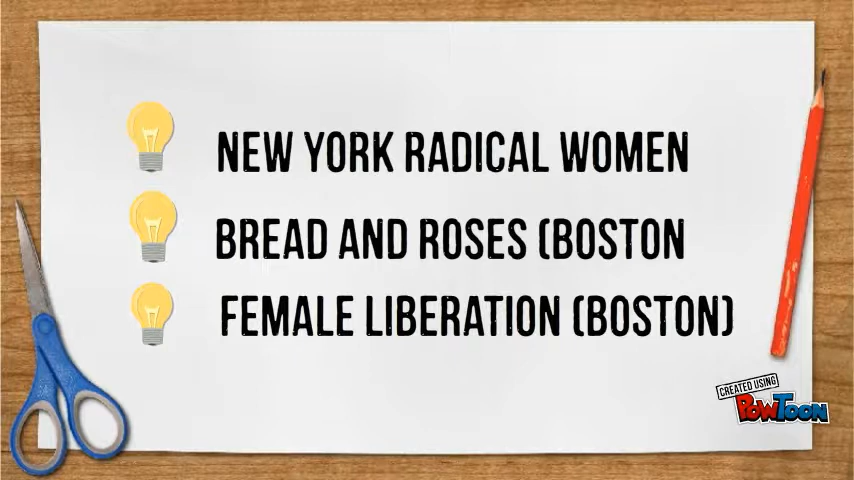 NEW YORK RADICAL WOMEN
BREAD AND ROSES (BOSTON
FEMALE LIBERATION (BOSTON)
CREATED USING
POWTOON